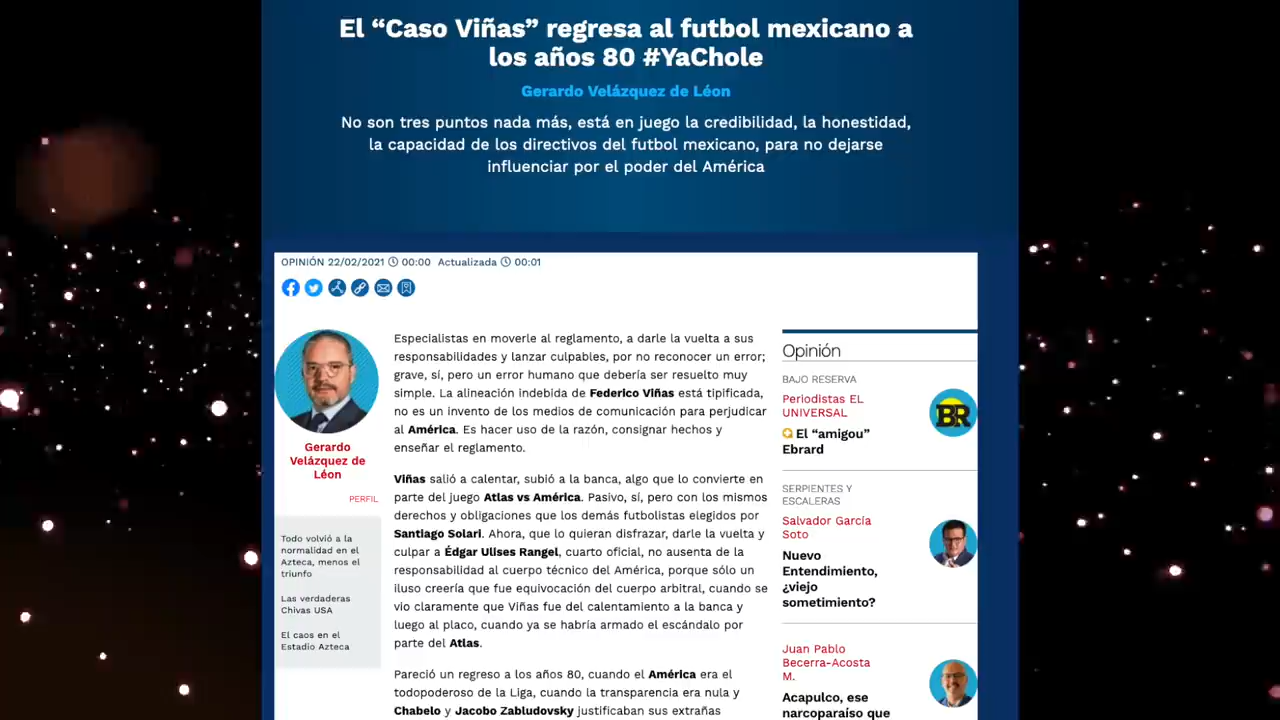 El “Caso Viñas” regresa al futbol mexicano a
los años 80 #YaChole
Gerardo Velázquez de Léon
No son tres puntos nada más, está en juego la credibilidad, la honestidad,
la capacidad de los directivos del futbol mexicano, para no dejarse
influenciar por el poder del América
OPINIÓN 22/02/2021 00:00 Actualizada 00:01
Gerardo
Velázquez de
Léon
PERFIL
Todo volvió a la
normalidad en el
Azteca, menos el
triunfo
Las verdaderas
Chivas USA
El caos en el
Estadio Azteca
Especialistas en moverle al reglamento, a darle la vuelta a sus
responsabilidades y lanzar culpables, por no reconocer un error;
grave, sí, pero un error humano que debería ser resuelto muy
simple. La alineación indebida de Federico Viñas está tipificada,
no es un invento de los medios de comunicación para perjudicar
al América. Es hacer uso de la razón, consignar hechos y
enseñar el reglamento.
Viñas salió a calentar, subió a la banca, algo que lo convierte en
parte del juego Atlas vs América. Pasivo, sí, pero con los mismos
derechos y obligaciones que los demás futbolistas elegidos por
Santiago Solari. Ahora, que lo quieran disfrazar, darle la vuelta y
culpar a Édgar Ulises Rangel, cuarto oficial, no ausenta de la
responsabilidad al cuerpo técnico del América, porque sólo un
iluso creería que fue equivocación del cuerpo arbitral, cuando se
vio claramente que Viñas fue del calentamiento a la banca y
luego al placo, cuando ya se habría armado el escándalo por
parte del Atlas.
Pareció un regreso a los años 80, cuando el América era el
todopoderoso de la Liga, cuando la transparencia era nula y
Chabelo y Jacobo Zabludovsky justificaban sus extrañas
Opinión
BAJO RESERVA
Periodistas EL
UNIVERSAL
El “amigou”
Ebrard
BR
SERPIENTES Y
ESCALERAS
Salvador García
Soto
Nuevo
Entendimiento,
¿viejo
sometimiento?
Juan Pablo
Becerra-Acosta
M.
Acapulco, ese
narcoparaíso que